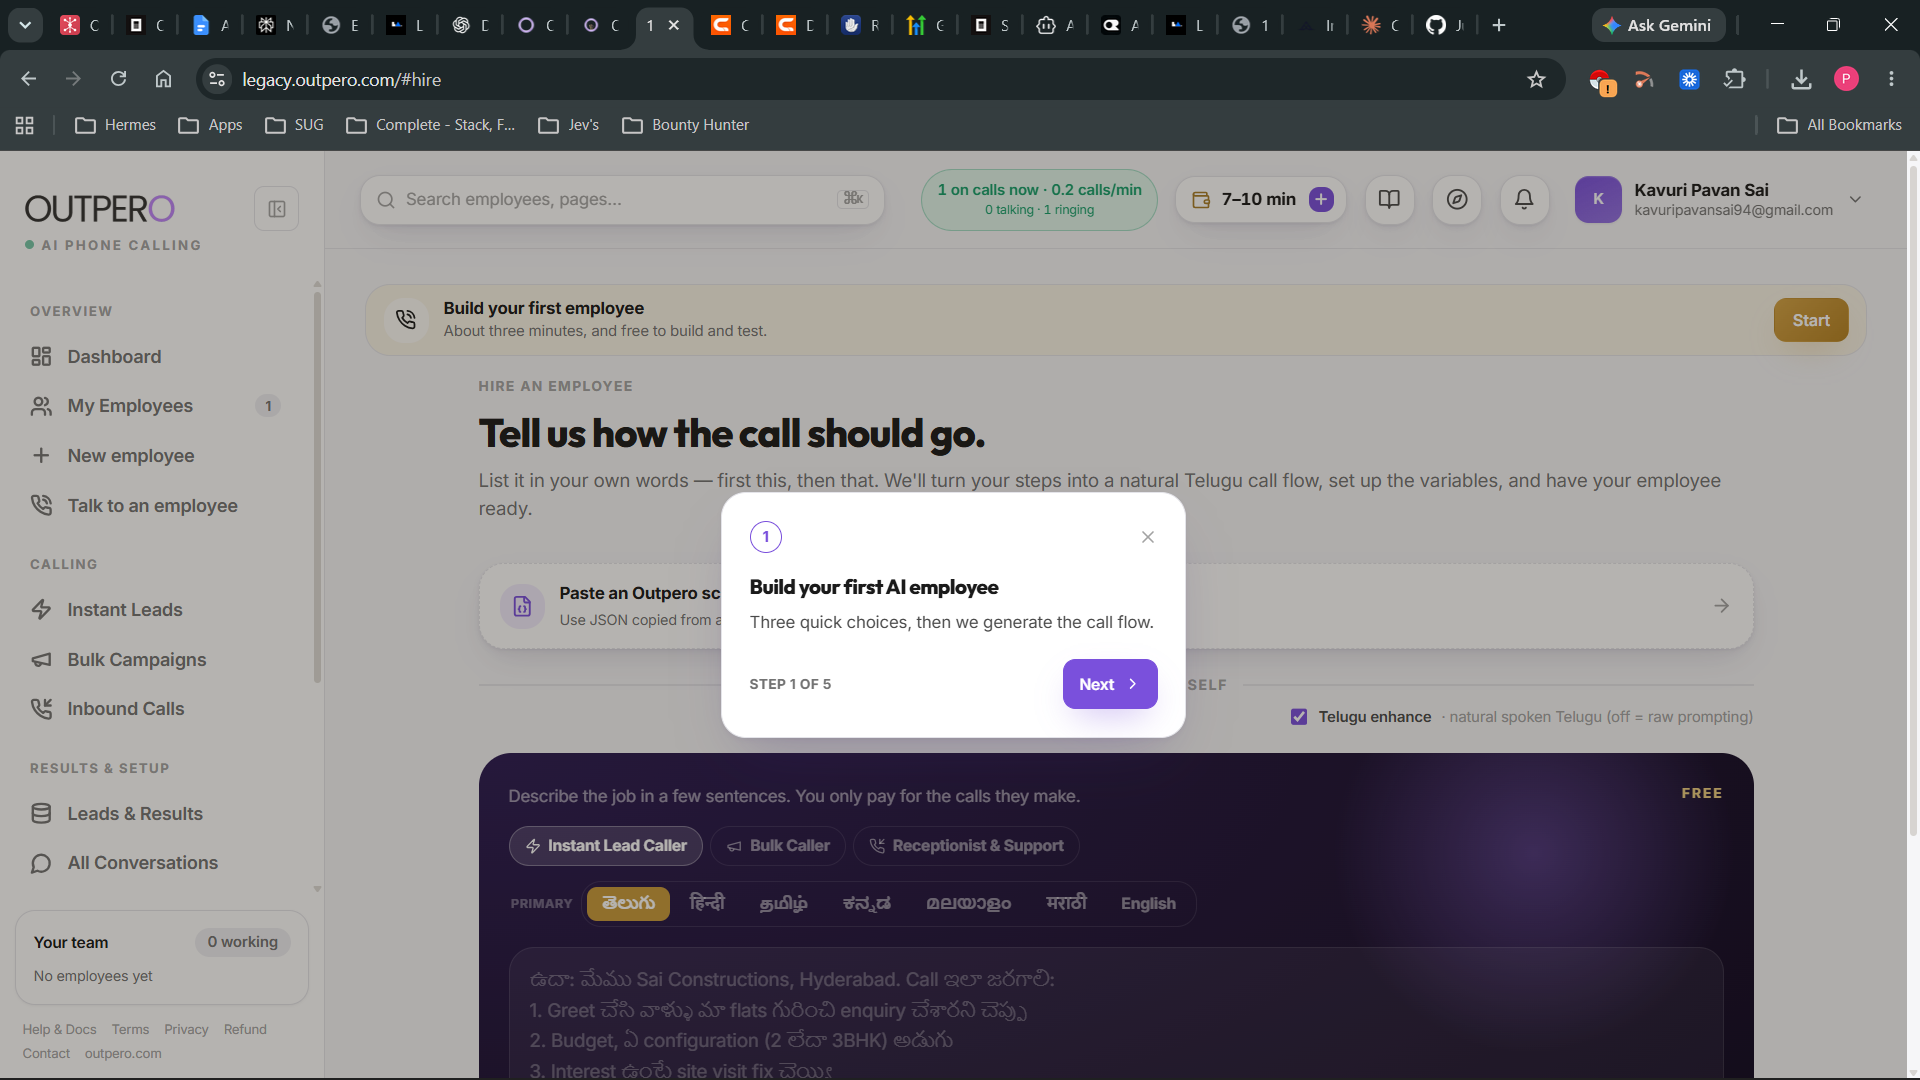 legacy.outpero.com/#hire
Ask Gemini
Hermes
Apps
SUG
Complete - Stack, F...
Jev's
Bounty Hunter
All Bookmarks
OUTPERO
AI PHONE CALLING
Search employees, pages...
⌘K
1 on calls now · 0.2 calls/min
0 talking · 1 ringing
7–10 min
K
Kavuri Pavan Sai
kavuripavansai94@gmail.com
OVERVIEW
Dashboard
My Employees 1
New employee
Talk to an employee
CALLING
Instant Leads
Bulk Campaigns
Inbound Calls
RESULTS & SETUP
Leads & Results
All Conversations
Your team 0 working
No employees yet
Help & Docs Terms Privacy Refund
Contact outpero.com
Build your first employee
About three minutes, and free to build and test.
Start
HIRE AN EMPLOYEE
Tell us how the call should go.
List it in your own words — first this, then that. We'll turn your steps into a natural Telugu call flow, set up the variables, and have your employee
ready.
Paste an Outpero sc
Use JSON copied from a
1
Build your first AI employee
Three quick choices, then we generate the call flow.
STEP 1 OF 5
Next
SELF
Telugu enhance · natural spoken Telugu (off = raw prompting)
Describe the job in a few sentences. You only pay for the calls they make.
FREE
Instant Lead Caller Bulk Caller Receptionist & Support
PRIMARY తెలుగు हिन्दी தமிழ் ಕನ್ನಡ മലയാളം मराठी English
ఉదా: మేము Sai Constructions, Hyderabad. Call ఇలా జరగాలి:
1. Greet చేసి వాళ్ళు మా flats గురించి enquiry చేశారని చెప్పు
2. Budget, ఏ configuration (2 లేదా 3BHK) అడుగు
3. Interest ఉంటే site visit fix చెయ్యి